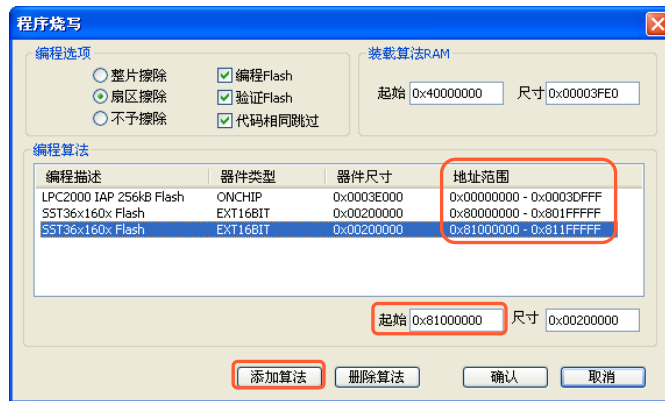 程序烧写
编程选项
装载算法RAM
整片擦除
编程Flash
扇区擦除
验证Flash
起始 0x40000000 尺寸 0x00003FE0
不予擦除
代码相同跳过
编程算法
编程描述 器件类型 器件尺寸 地址范围
LPC2000 IAP 256kB Flash ONCHIP 0x0003E000 0x00000000 - 0x0003DFFF
SST36x160x Flash EXT16BIT 0x00200000 0x80000000 - 0x801FFFFF
SST36x160x Flash EXT16BIT 0x00200000 0x81000000 - 0x811FFFFF
起始 0x81000000 尺寸 0x00200000
添加算法 删除算法 确认 取消